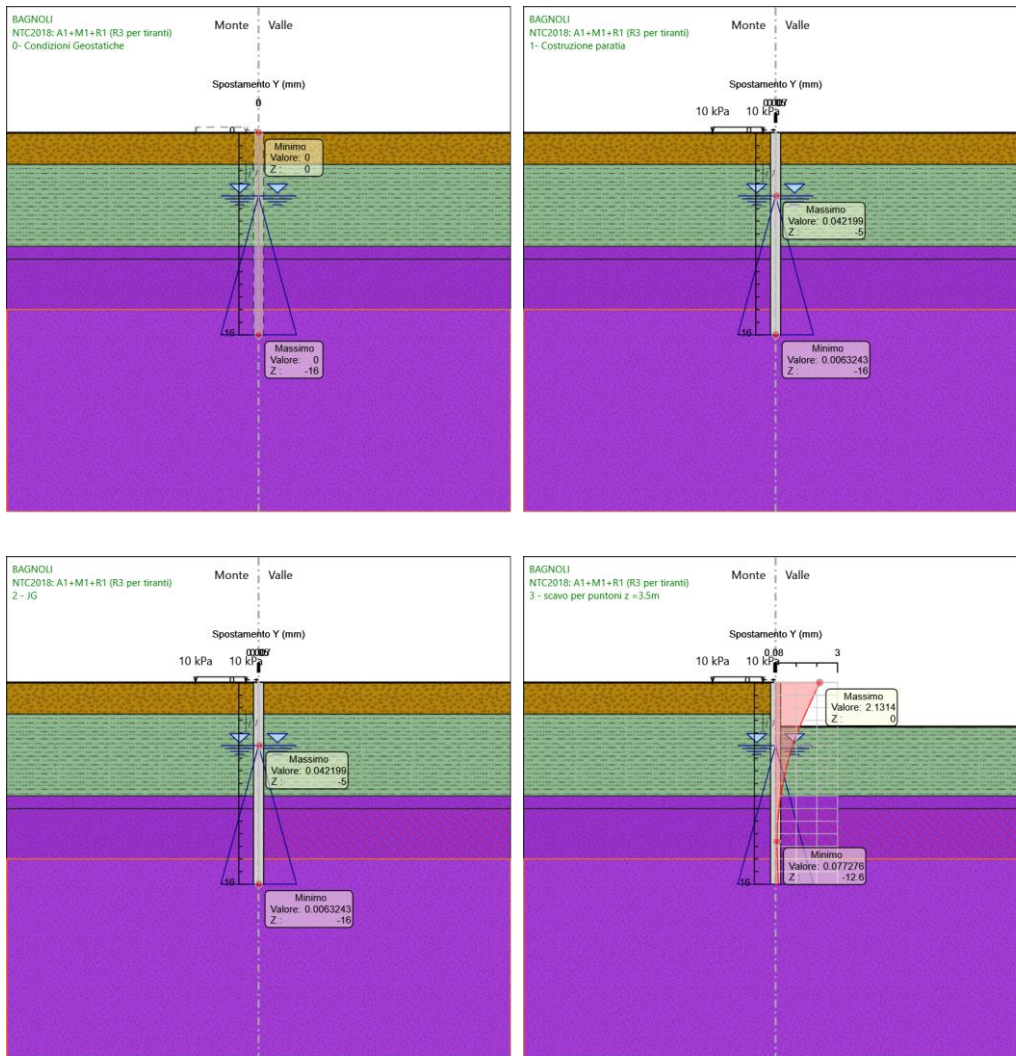 BAGNOLI
NTC2018: A1+M1+R1 (R3 per tiranti)
0- Condizioni Geostatiche
Monte
Valle
Spostamento Y (mm)
0
Minimo
Valore: 0
Z : 0
-16
Massimo
Valore: 0
Z : -16
BAGNOLI
NTC2018: A1+M1+R1 (R3 per tiranti)
1- Costruzione paratia
Monte
Valle
Spostamento Y (mm)
10 kPa
10 kPa
Massimo
Valore: 0.042199
Z : -5
-16
Minimo
Valore: 0.0063243
Z : -16
BAGNOLI
NTC2018: A1+M1+R1 (R3 per tiranti)
2 - JG
Monte
Valle
Spostamento Y (mm)
10 kPa
10 kPa
Massimo
Valore: 0.042199
Z : -5
-16
Minimo
Valore: 0.0063243
Z : -16
BAGNOLI
NTC2018: A1+M1+R1 (R3 per tiranti)
3 - scavo per puntoni z =3.5m
Monte
Valle
Spostamento Y (mm)
0.08
3
10 kPa
10 kPa
Massimo
Valore: 2.1314
Z : 0
Minimo
Valore: 0.077276
Z : -12.6
-16